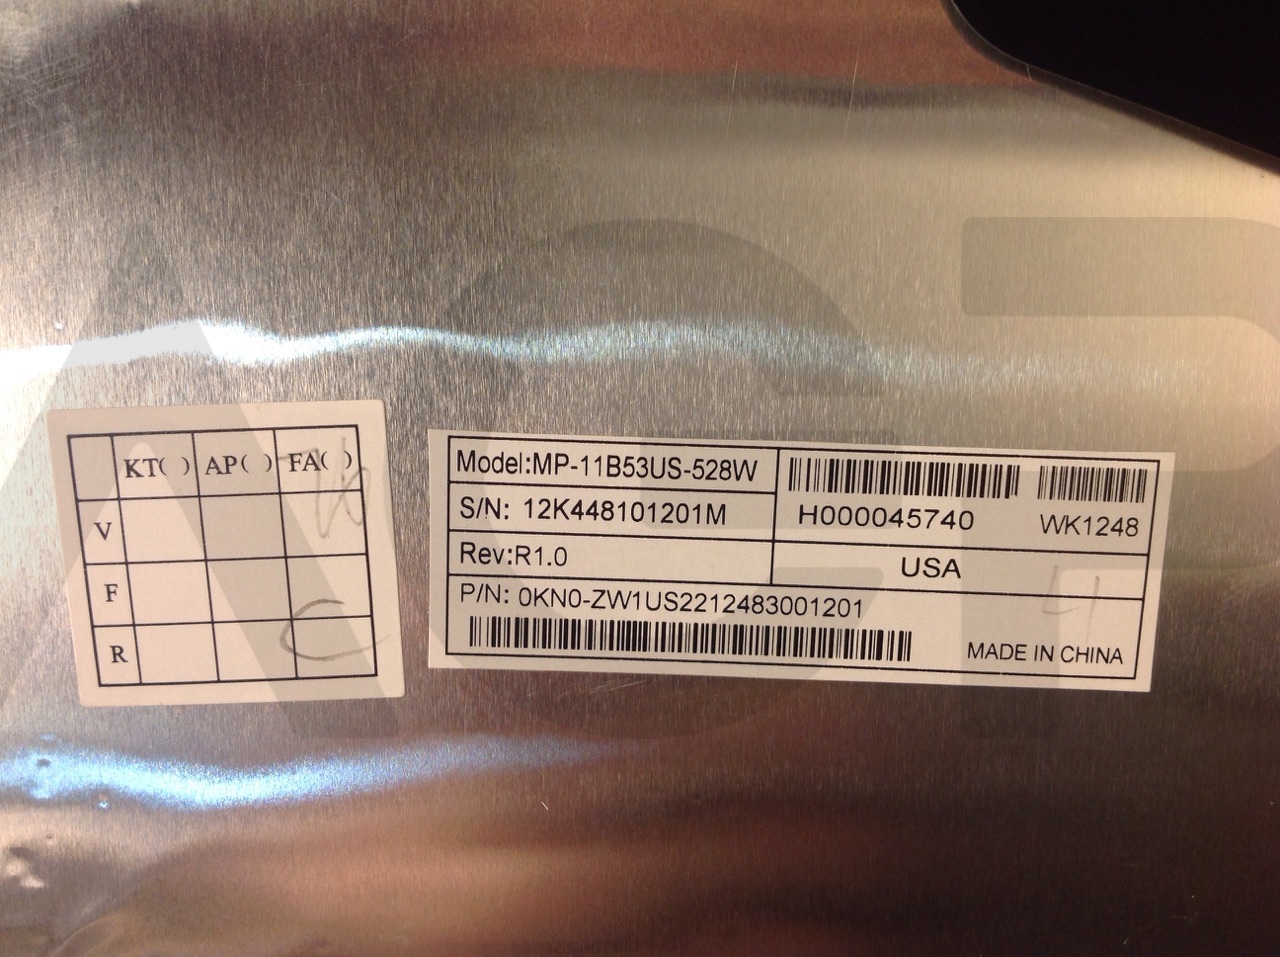 KT( ) AP( ) FA( )
V
F
R
Model:MP-11B53US-528W
S/N: 12K448101201M
H000045740 WK1248
Rev:R1.0
USA
P/N: 0KN0-ZW1US2212483001201
MADE IN CHINA